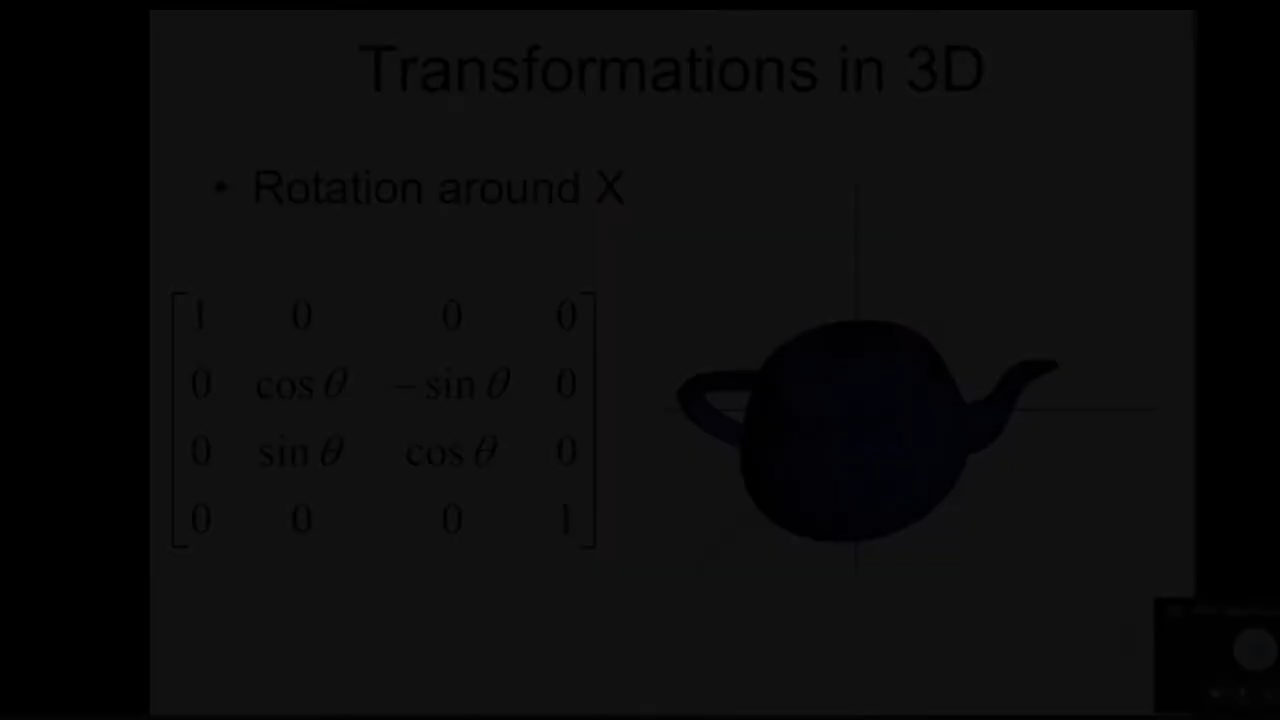 Transformations in 3D
• Rotation around X
1 0 0 0
0 cos θ − sin θ 0
0 sin θ cos θ 0
0 0 0 1